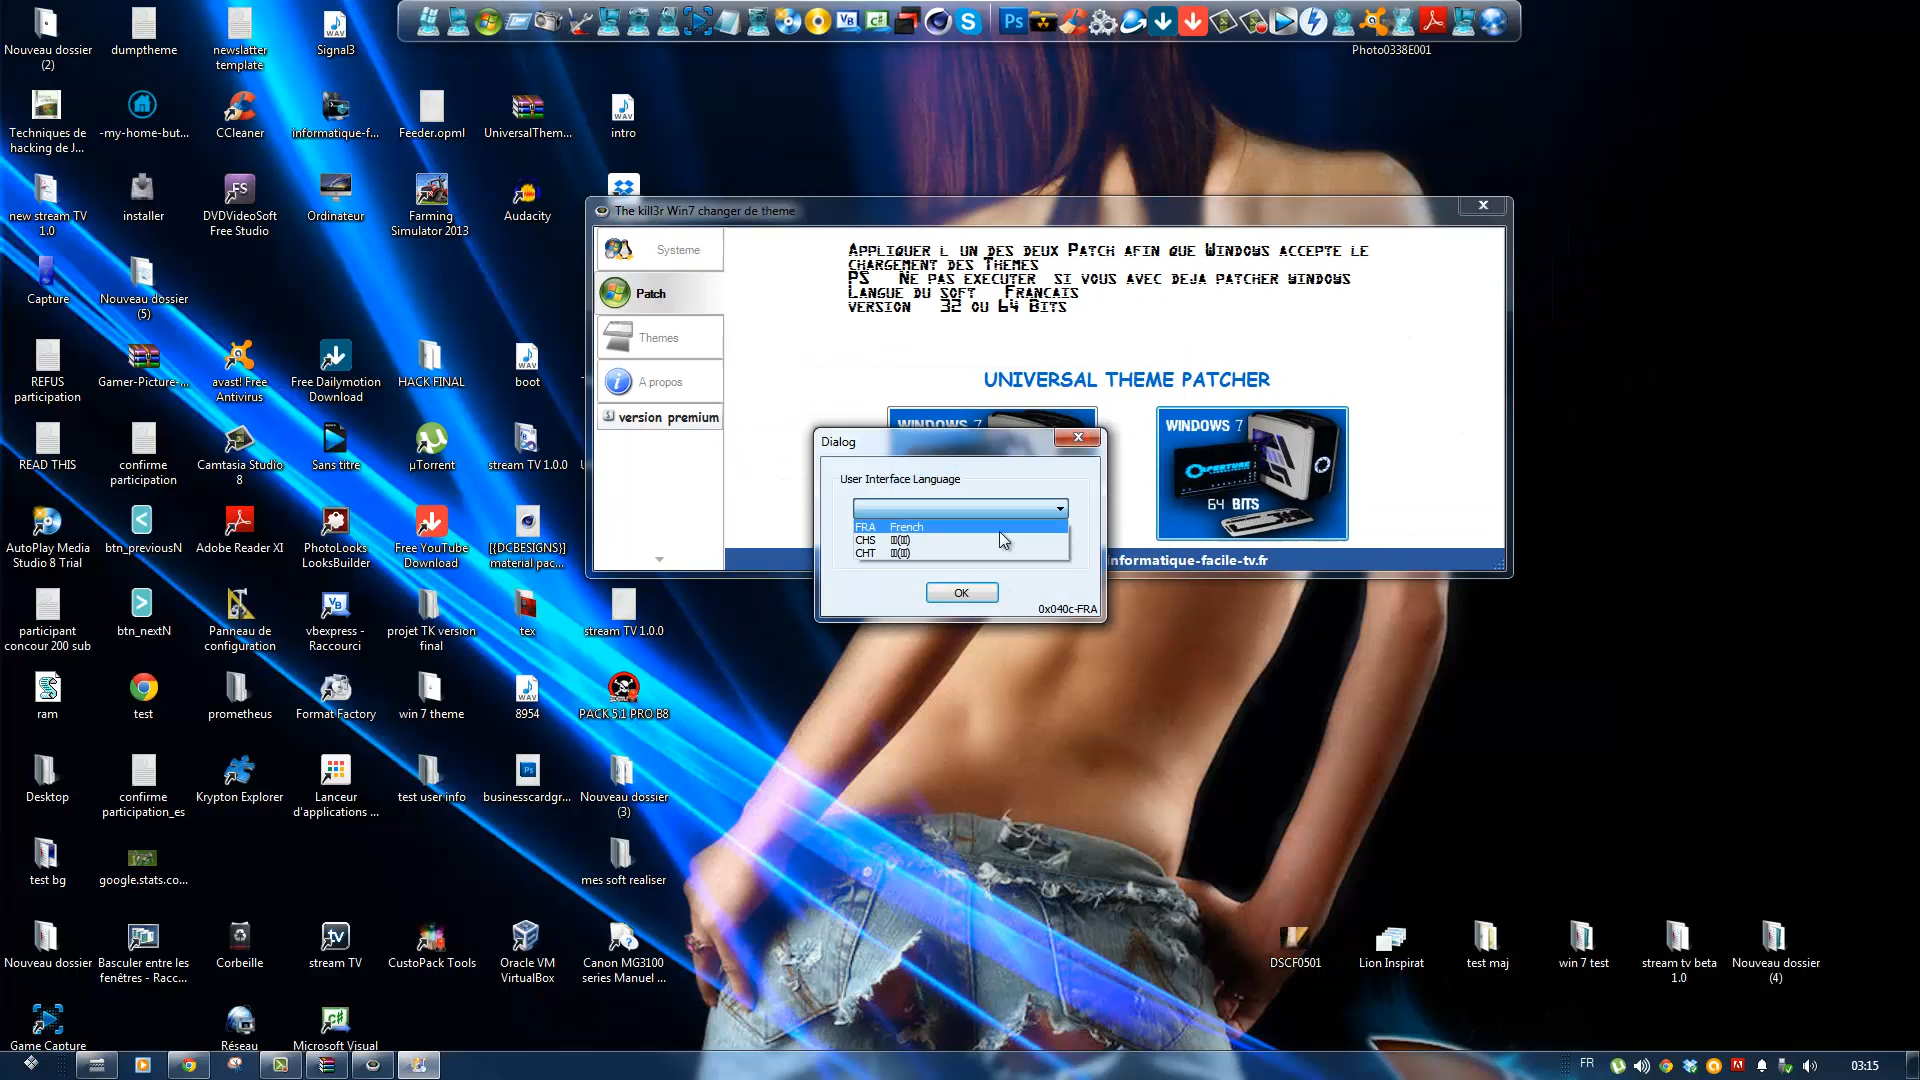 Photo0338E001
Nouveau dossier
(2)
dumptheme
newslatter
template
Signal3
Techniques de
hacking de J...
-my-home-but...
CCleaner
informatique-f...
Feeder.opml
UniversalThem...
intro
new stream TV
1.0
installer
DVDVideoSoft
Free Studio
Ordinateur
Farming
Simulator 2013
Audacity
Capture
Nouveau dossier
(5)
REFUS
participation
Gamer-Picture-...
avast! Free
Antivirus
Free Dailymotion
Download
HACK FINAL
boot
READ THIS
confirme
participation
Camtasia Studio
8
Sans titre
µTorrent
stream TV 1.0.0
AutoPlay Media
Studio 8 Trial
btn_previousN
Adobe Reader XI
PhotoLooks
LooksBuilder
Free YouTube
Download
[{DCBESIGNS}]
material pac...
participant
concour 200 sub
btn_nextN
Panneau de
configuration
vbexpress -
Raccourci
projet TK version
final
tex
stream TV 1.0.0
ram
test
prometheus
Format Factory
win 7 theme
8954
PACK 5.1 PRO B8
Desktop
confirme
participation_es
Krypton Explorer
Lanceur
d'applications ...
test user info
businesscardgr...
Nouveau dossier
(3)
test bg
google.stats.co...
mes soft realiser
Nouveau dossier
Basculer entre les
fenêtres - Racc...
Corbeille
stream TV
CustoPack Tools
Oracle VM
VirtualBox
Canon MG3100
series Manuel ...
DSCF0501
Lion Inspirat
test maj
win 7 test
stream tv beta
1.0
Nouveau dossier
(4)
Game Capture
Réseau
Microsoft Visual
The kill3r Win7 changer de theme
Systeme
Patch
Themes
A propos
version premium
Appliquer l un des deux Patch afin que Windows accepte le
chargement des Themes
PS Ne pas executer si vous avec deja patcher windows
Langue du soft Francais
version 32 ou 64 Bits
UNIVERSAL THEME PATCHER
WINDOWS 7
WINDOWS 7
64 BITS
informatique-facile-tv.fr
Dialog
User Interface Language
FRA French
CHS
CHT
OK
0x040c-FRA
FR
03:15